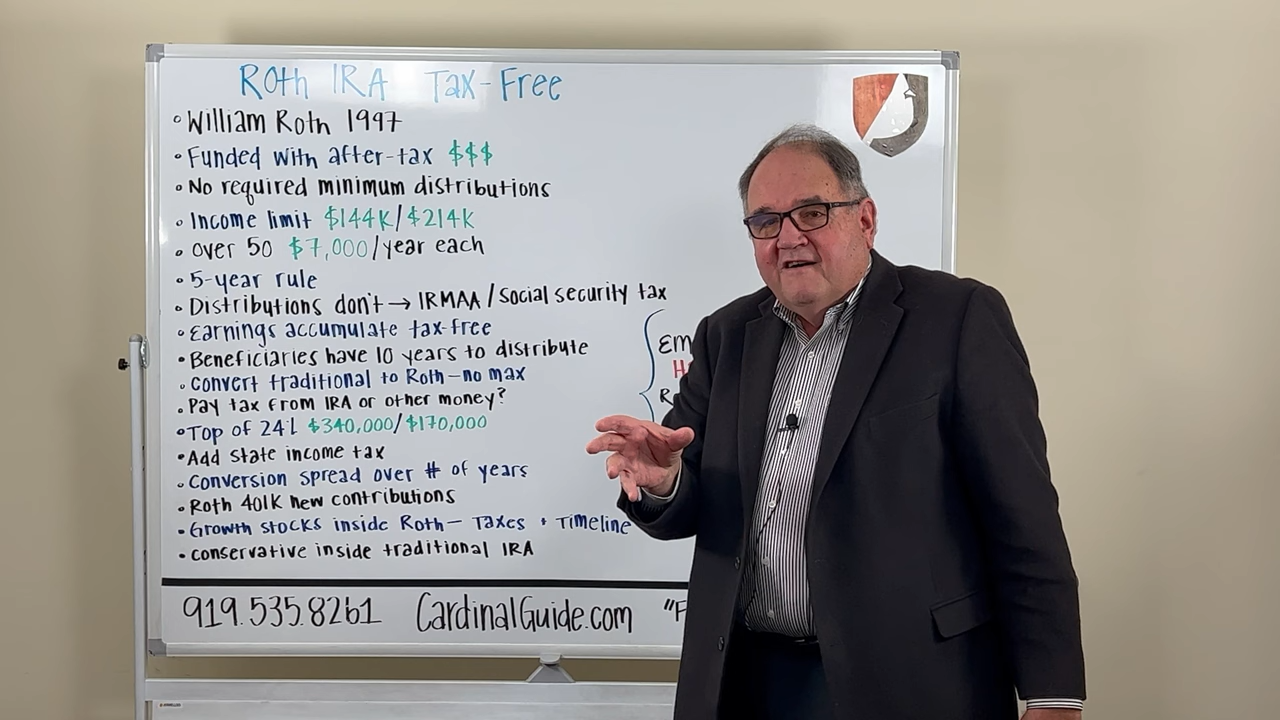 Roth IRA Tax-Free
• William Roth 1997
• Funded with after-tax $$$
• No required minimum distributions
• Income limit $144K/$214K
• Over 50 $7,000/year each
• 5-year rule
• Distributions don't → IRMAA/Social security tax
• Earnings accumulate tax-free
• Beneficiaries have 10 years to distribute
• Convert traditional to Roth—no max
• Pay tax from IRA or other money?
• Top of 24% $340,000/$170,000
• Add State income tax
• Conversion spread over # of years
• Roth 401K new contributions
• Growth stocks inside Roth— Taxes + Timeline
• conservative inside traditional IRA
EM
H
R
919.535.8261 CardinalGuide.com "F